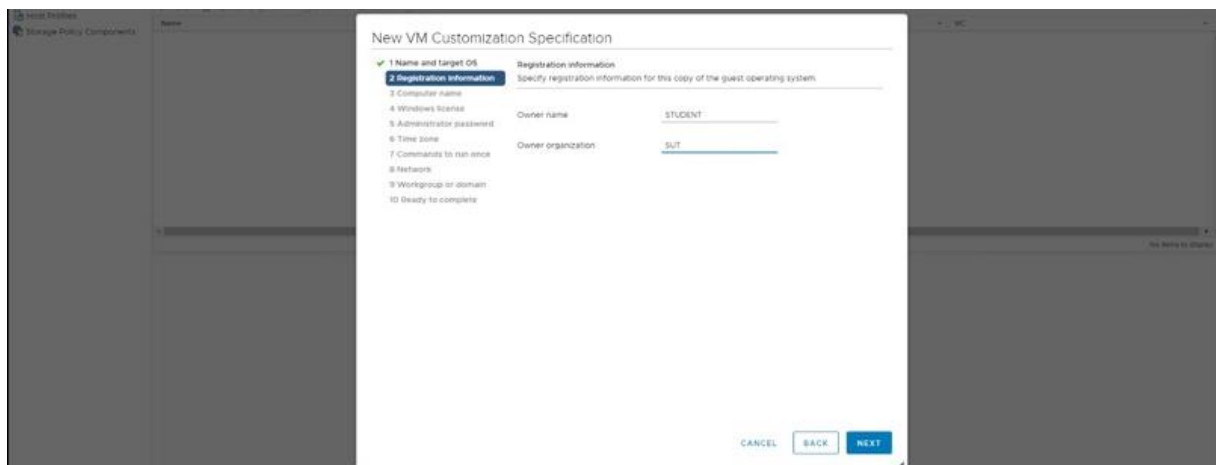 Host Profiles
Storage Policy Components
Name
VC
New VM Customization Specification
1 Name and target OS
2 Registration information
3 Computer name
4 Windows license
5 Administrator password
6 Time zone
7 Commands to run once
8 Network
9 Workgroup or domain
10 Ready to complete
Registration information
Specify registration information for this copy of the guest operating system.
Owner name STUDENT
Owner organization SUT
No items to display
CANCEL BACK NEXT